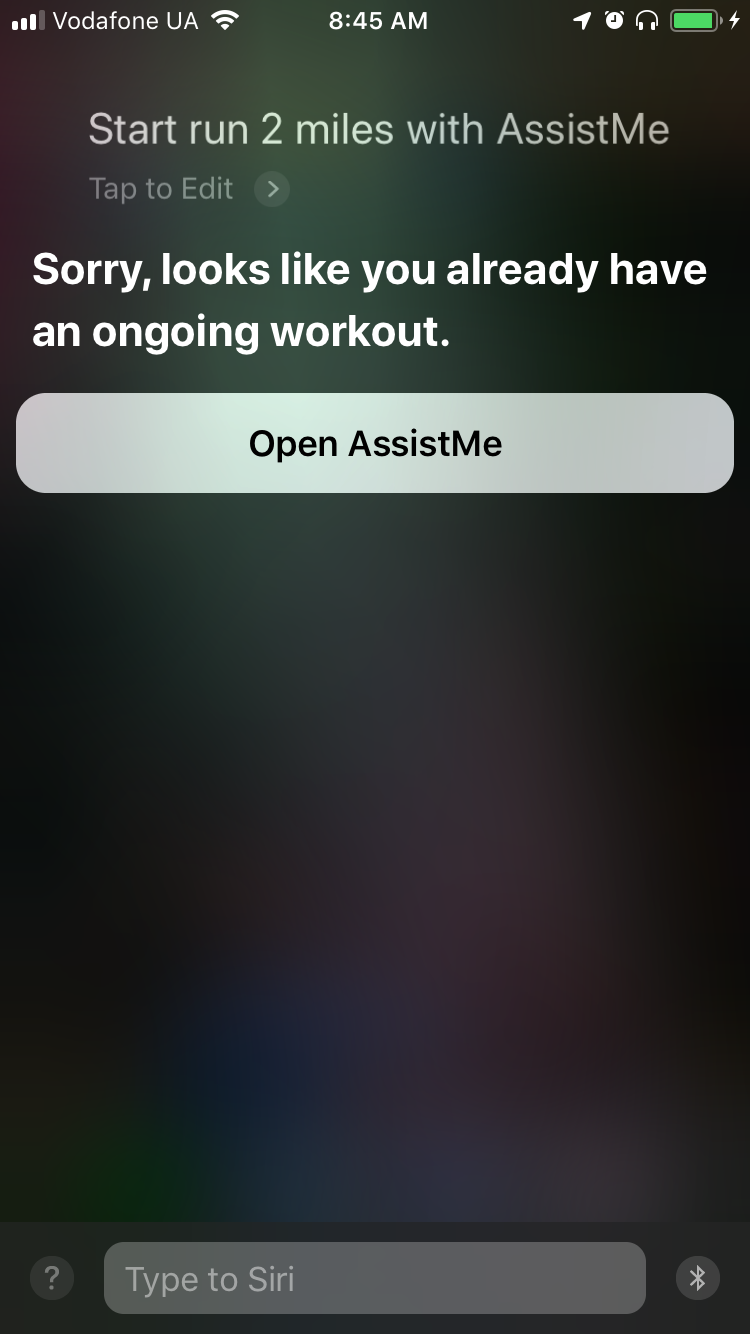 Vodafone UA 8:45 AM
Start run 2 miles with AssistMe
Tap to Edit
Sorry, looks like you already have
an ongoing workout.
Open AssistMe
? Type to Siri